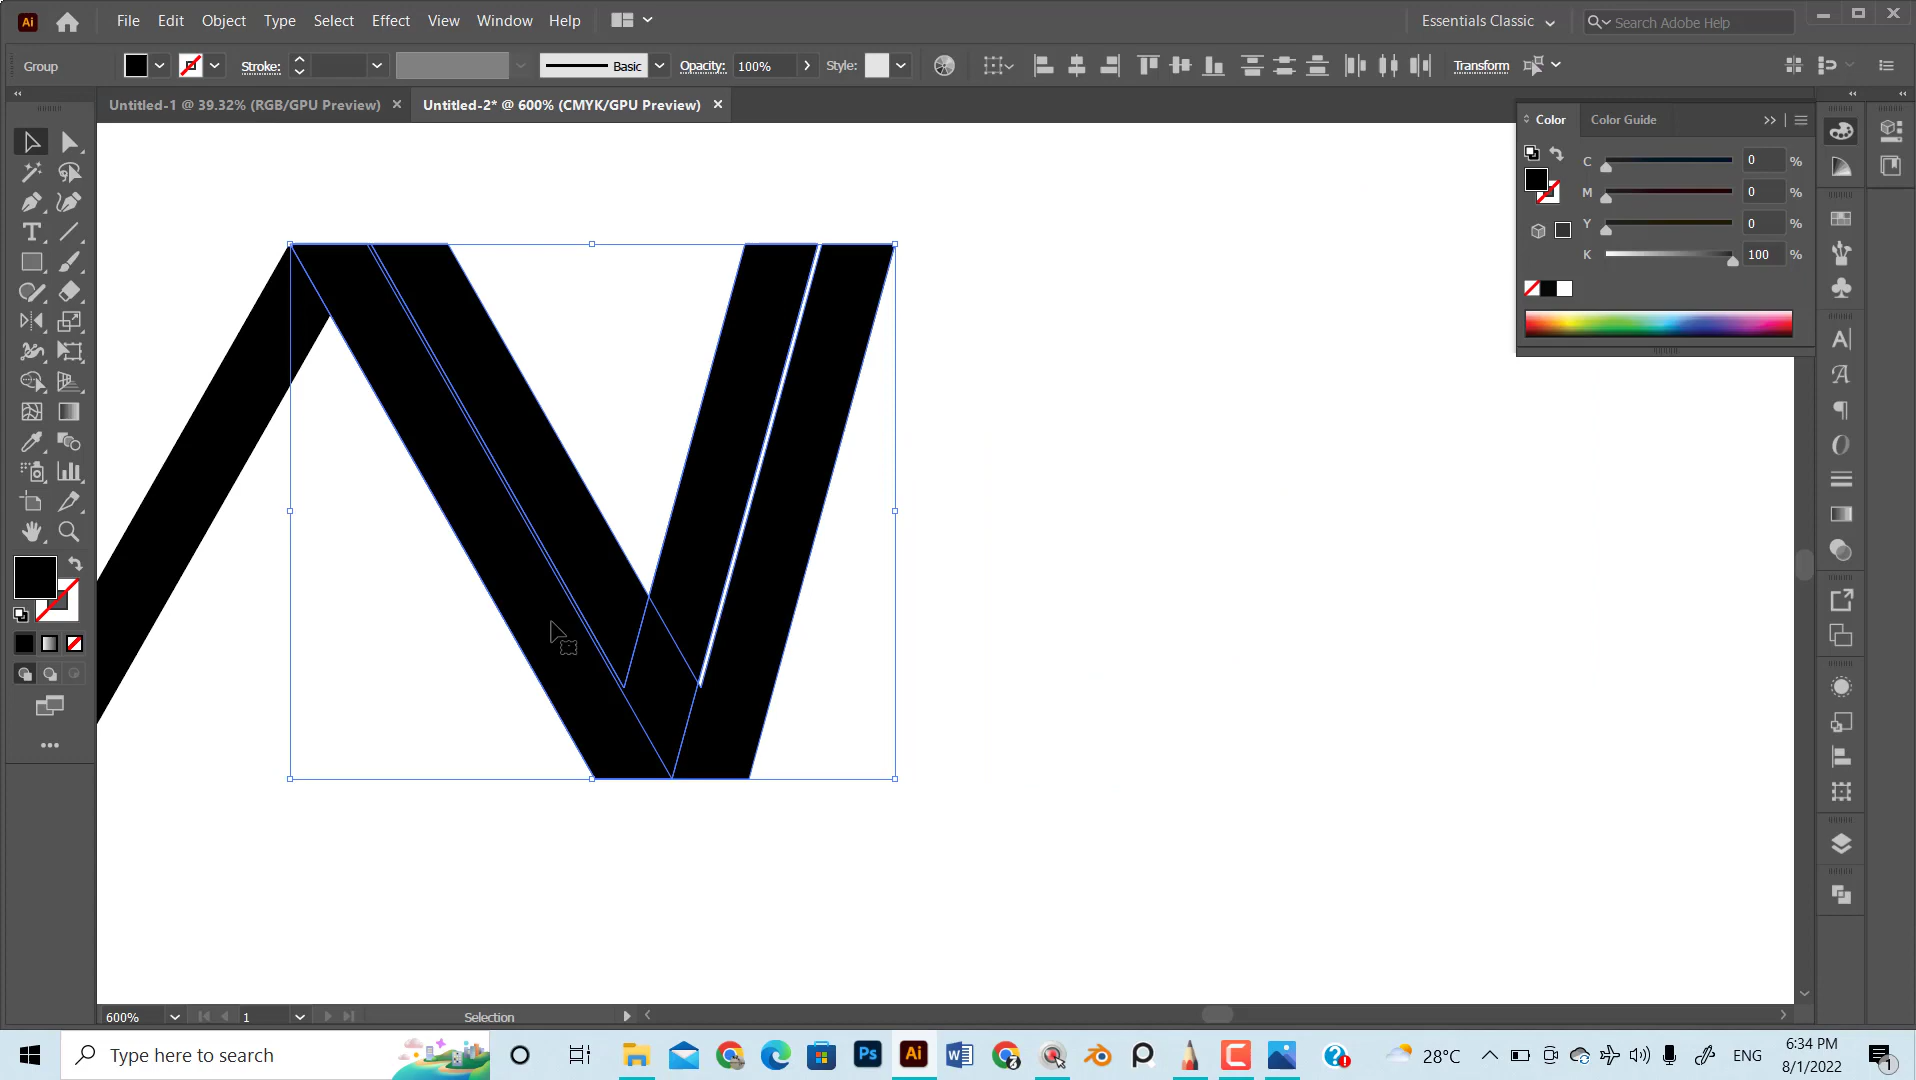 Ai File Edit Object Type Select Effect View Window Help Essentials Classic Search Adobe Help
Group Stroke: Basic Opacity: 100% Style: Transform
Untitled-1 @ 39.32% (RGB/GPU Preview) × Untitled-2* @ 600% (CMYK/GPU Preview) ×
Color Color Guide
C 0 %
M 0 %
Y 0 %
K 100 %
600% 1 Selection
Type here to search Ps Ai 28°C ENG 6:34 PM
8/1/2022
1